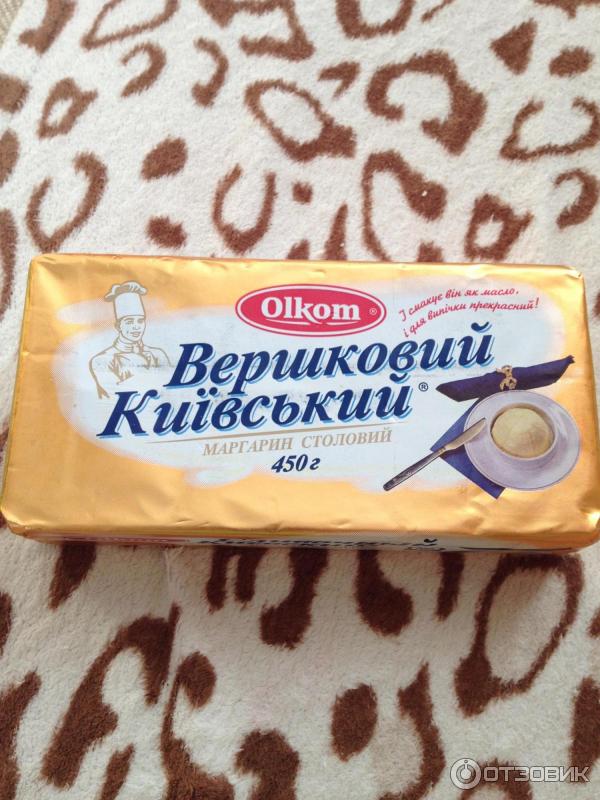 Olkom ®
І смакує він як масло,
і для випічки прекрасний!
Вершковий
Київський®
МАРГАРИН СТОЛОВИЙ
450 г
ОТЗОВИК